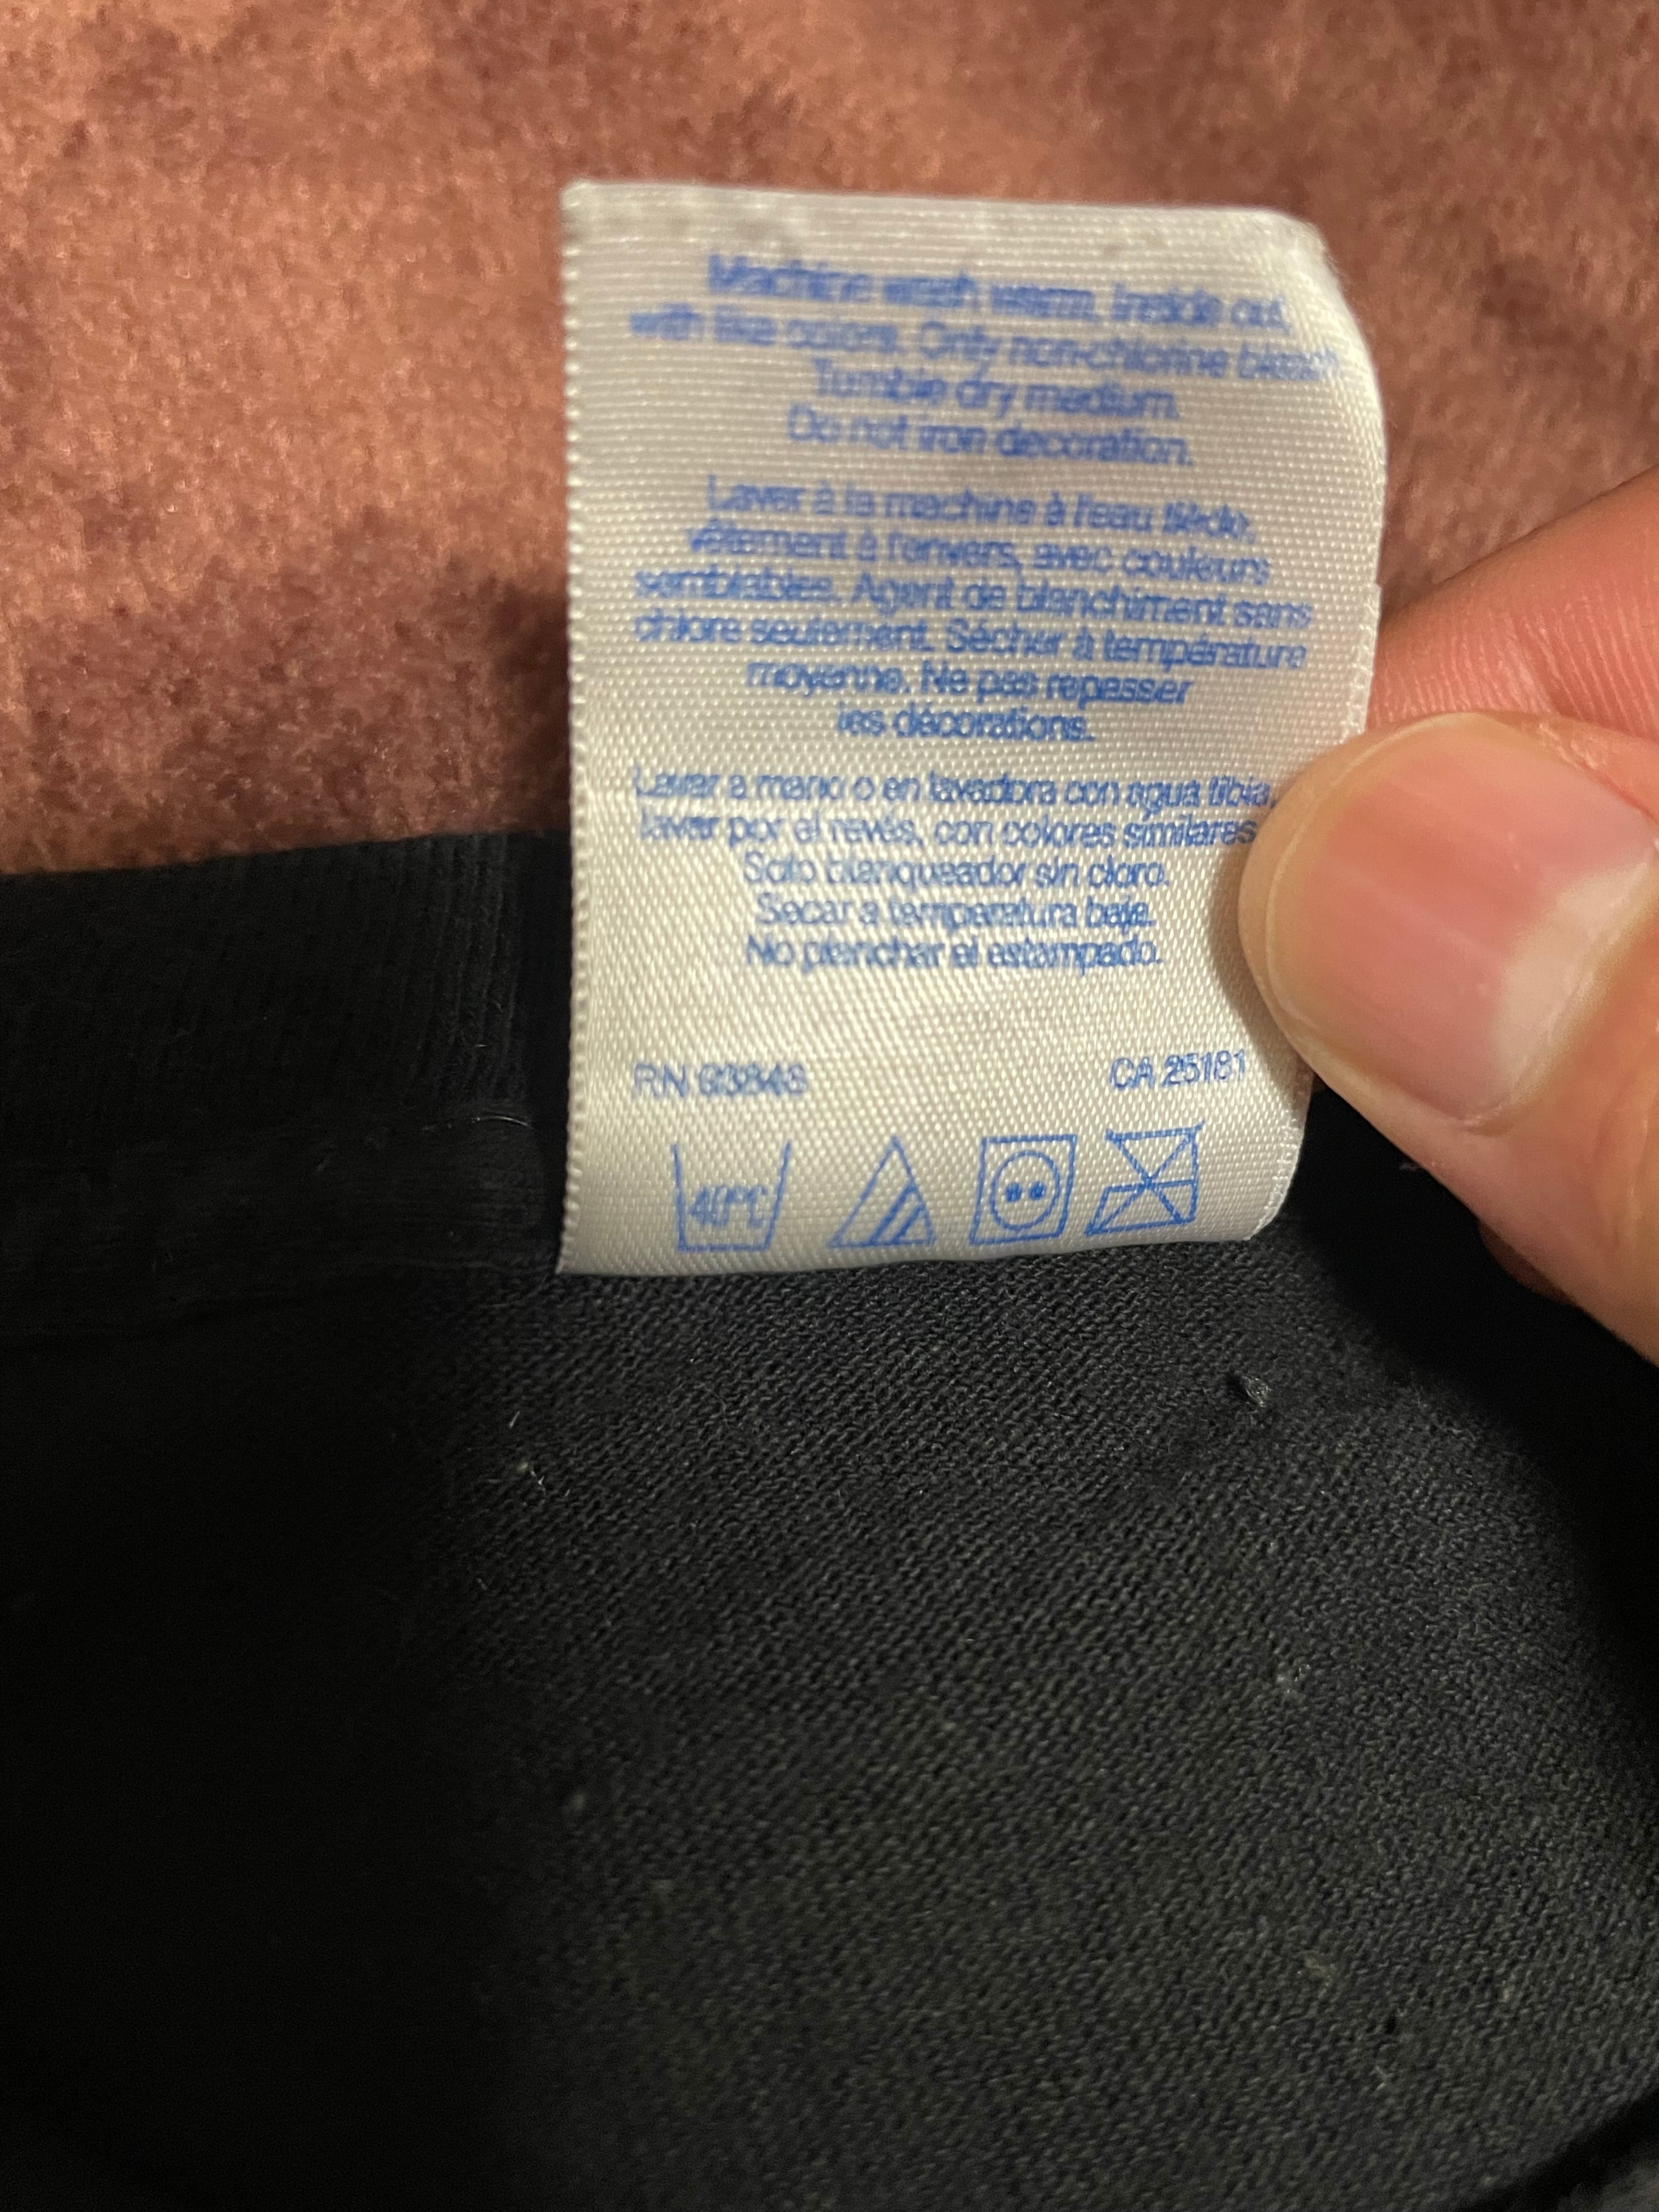 Machine wash warm, inside out,
with like colors. Only non-chlorine bleach.
Tumble dry medium.
Do not iron decoration.
Laver à la machine à l'eau tiède,
vêtement à l'envers, avec couleurs
semblables. Agent de blanchiment sans
chlore seulement. Sécher à température
moyenne. Ne pas repasser
les décorations.
Lavar a mano o en lavadora con agua tibia,
lavar por el revés, con colores similares
Solo blanqueador sin cloro.
Secar a temperatura baja.
No planchar el estampado.
RN 93846 CA 25181
40°C